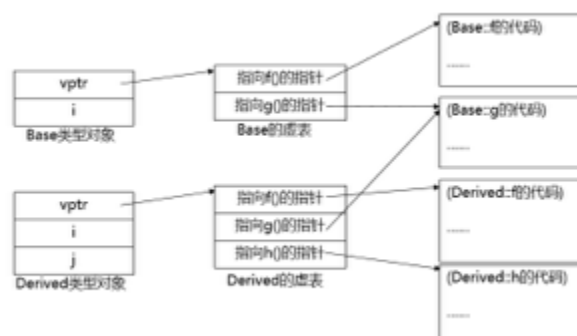 (Base::f的代码)
......
vptr
i
Base类型对象
指向f()的指针
指向g()的指针
Base的虚表
(Base::g的代码)
......
vptr
i
j
Derived类型对象
指向f()的指针
指向g()的指针
指向h()的指针
Derived的虚表
(Derived::f的代码)
......
(Derived::h的代码)
......